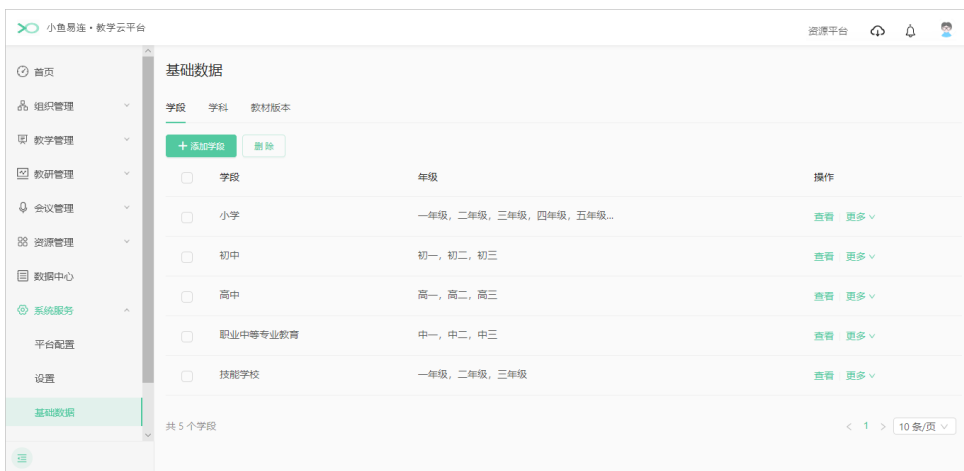 小鱼易连·教学云平台
资源平台
首页
组织管理
教学管理
教研管理
会议管理
资源管理
数据中心
系统服务
平台配置
设置
基础数据
基础数据
学段 学科 教材版本
+ 添加学段 删除
学段 年级 操作
小学 一年级，二年级，三年级，四年级，五年级... 查看 更多
初中 初一，初二，初三 查看 更多
高中 高一，高二，高三 查看 更多
职业中等专业教育 中一，中二，中三 查看 更多
技能学校 一年级，二年级，三年级 查看 更多
共 5 个学段 < 1 > 10 条/页